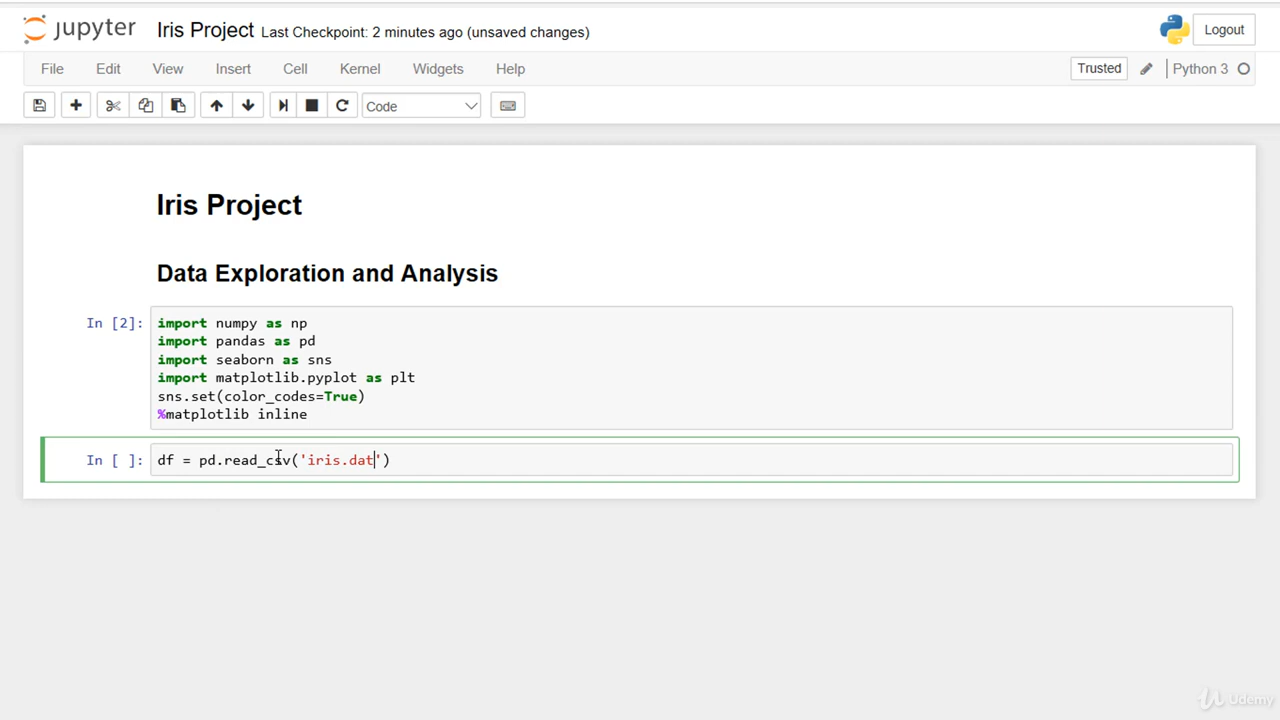 jupyter Iris Project Last Checkpoint: 2 minutes ago (unsaved changes) Logout
File Edit View Insert Cell Kernel Widgets Help Trusted Python 3
Code
Iris Project
Data Exploration and Analysis
In [2]: import numpy as np
import pandas as pd
import seaborn as sns
import matplotlib.pyplot as plt
sns.set(color_codes=True)
%matplotlib inline
In [ ]: df = pd.read_csv('iris.dat')
Udemy